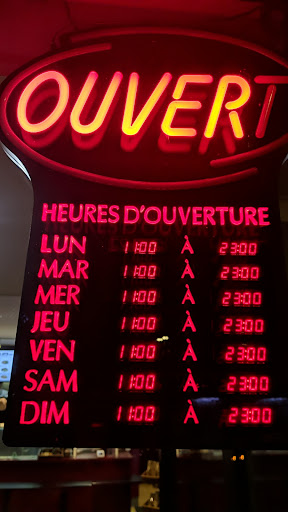 OUVERT
HEURES D'OUVERTURE
LUN 11:00 À 23:00
MAR 11:00 À 23:00
MER 11:00 À 23:00
JEU 11:00 À 23:00
VEN 11:00 À 23:00
SAM 11:00 À 23:00
DIM 11:00 À 23:00